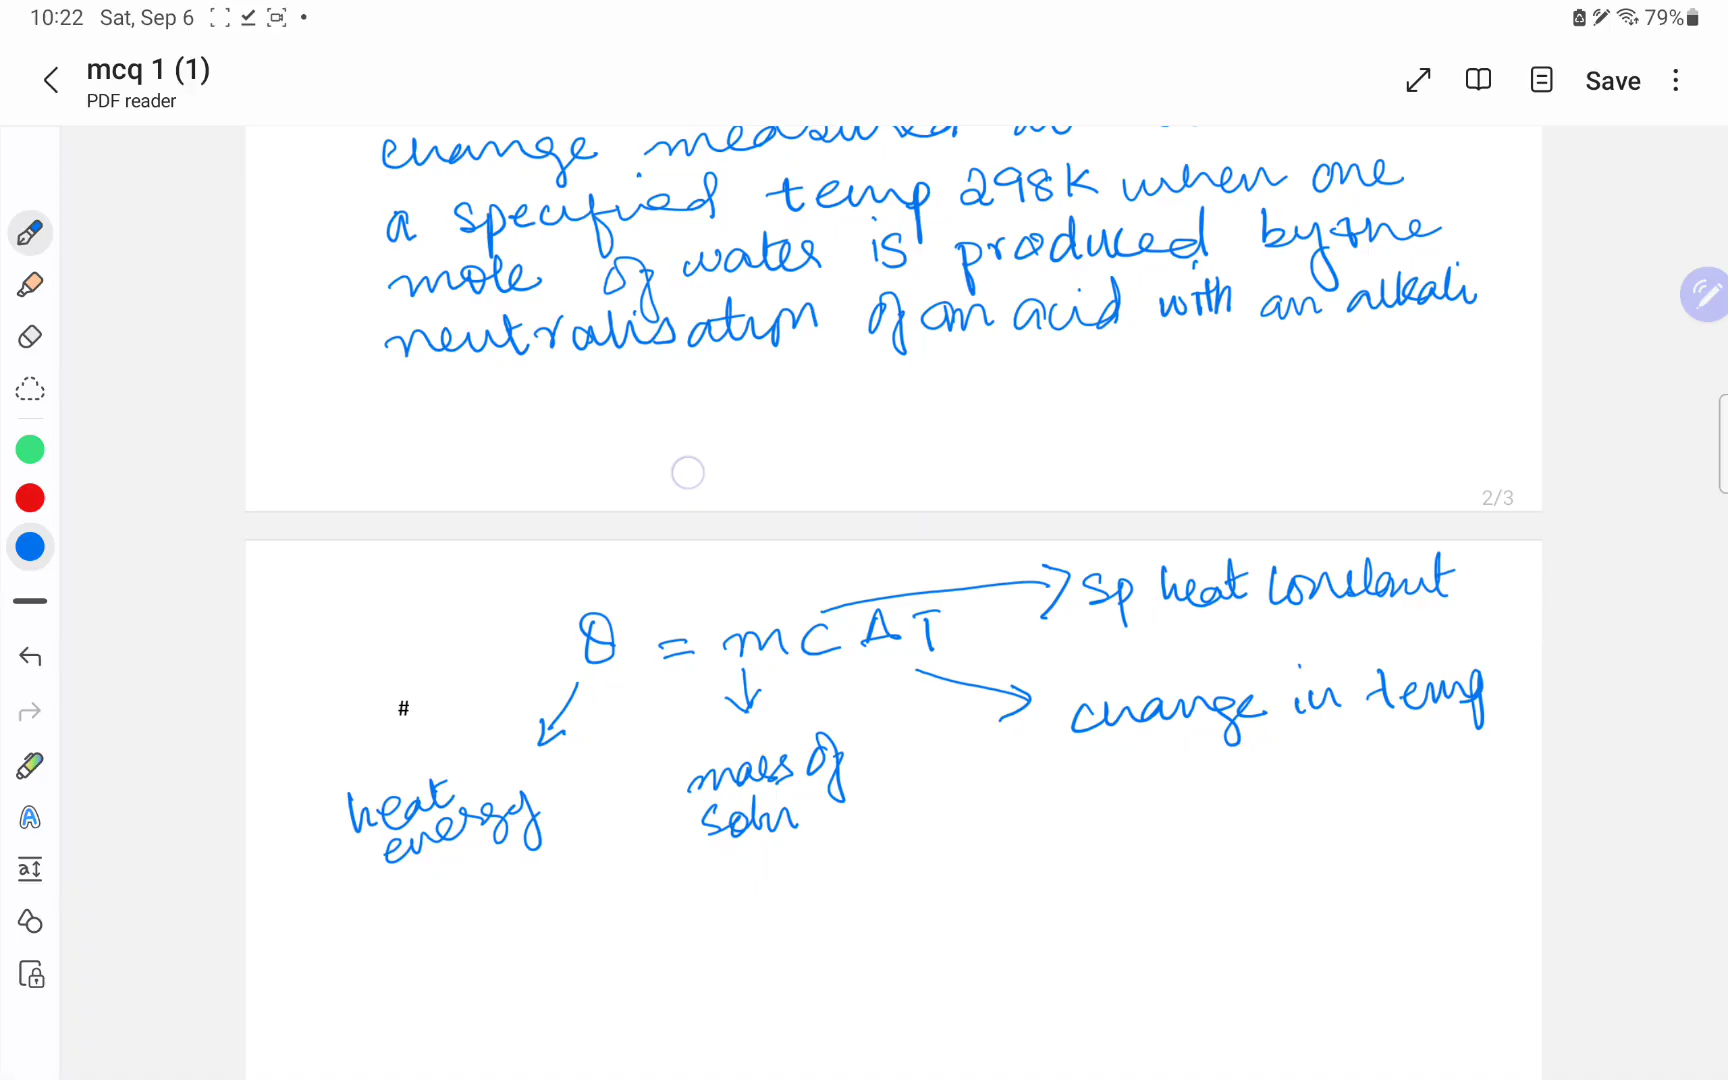 10:22 Sat, Sep 6 79%
mcq 1 (1)
PDF reader
Save
change measured
a specified temp 298K when one
mole of water is produced by the
neutralisation of an acid with an alkali
2/3
Q = mcΔT
sp heat constant
change in temp
#
heat
energy
mass of
soln